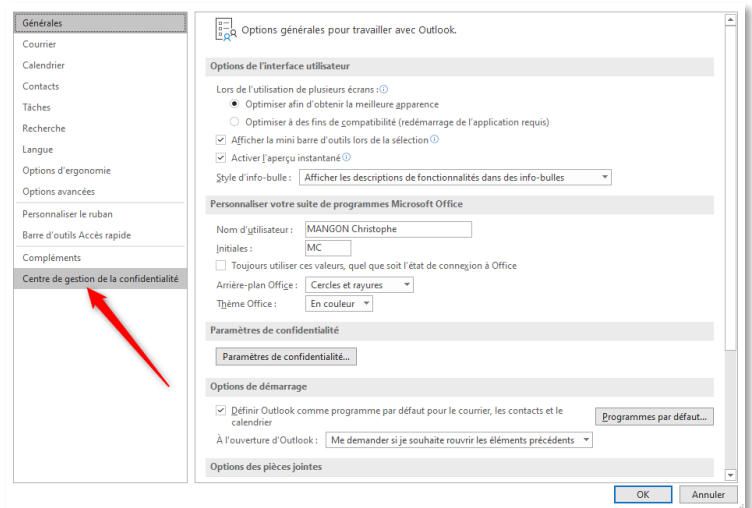 Générales
Courrier
Calendrier
Contacts
Tâches
Recherche
Langue
Options d'ergonomie
Options avancées
Personnaliser le ruban
Barre d'outils Accès rapide
Compléments
Centre de gestion de la confidentialité
Options générales pour travailler avec Outlook.
Options de l'interface utilisateur
Lors de l'utilisation de plusieurs écrans :
Optimiser afin d'obtenir la meilleure apparence
Optimiser à des fins de compatibilité (redémarrage de l'application requis)
Afficher la mini barre d'outils lors de la sélection
Activer l'aperçu instantané
Style d'info-bulle : Afficher les descriptions de fonctionnalités dans des info-bulles
Personnaliser votre suite de programmes Microsoft Office
Nom d'utilisateur : MANGON Christophe
Initiales : MC
Toujours utiliser ces valeurs, quel que soit l'état de connexion à Office
Arrière-plan Office : Cercles et rayures
Thème Office : En couleur
Paramètres de confidentialité
Paramètres de confidentialité...
Options de démarrage
Définir Outlook comme programme par défaut pour le courrier, les contacts et le
calendrier
Programmes par défaut...
À l'ouverture d'Outlook : Me demander si je souhaite rouvrir les éléments précédents
Options des pièces jointes
OK Annuler